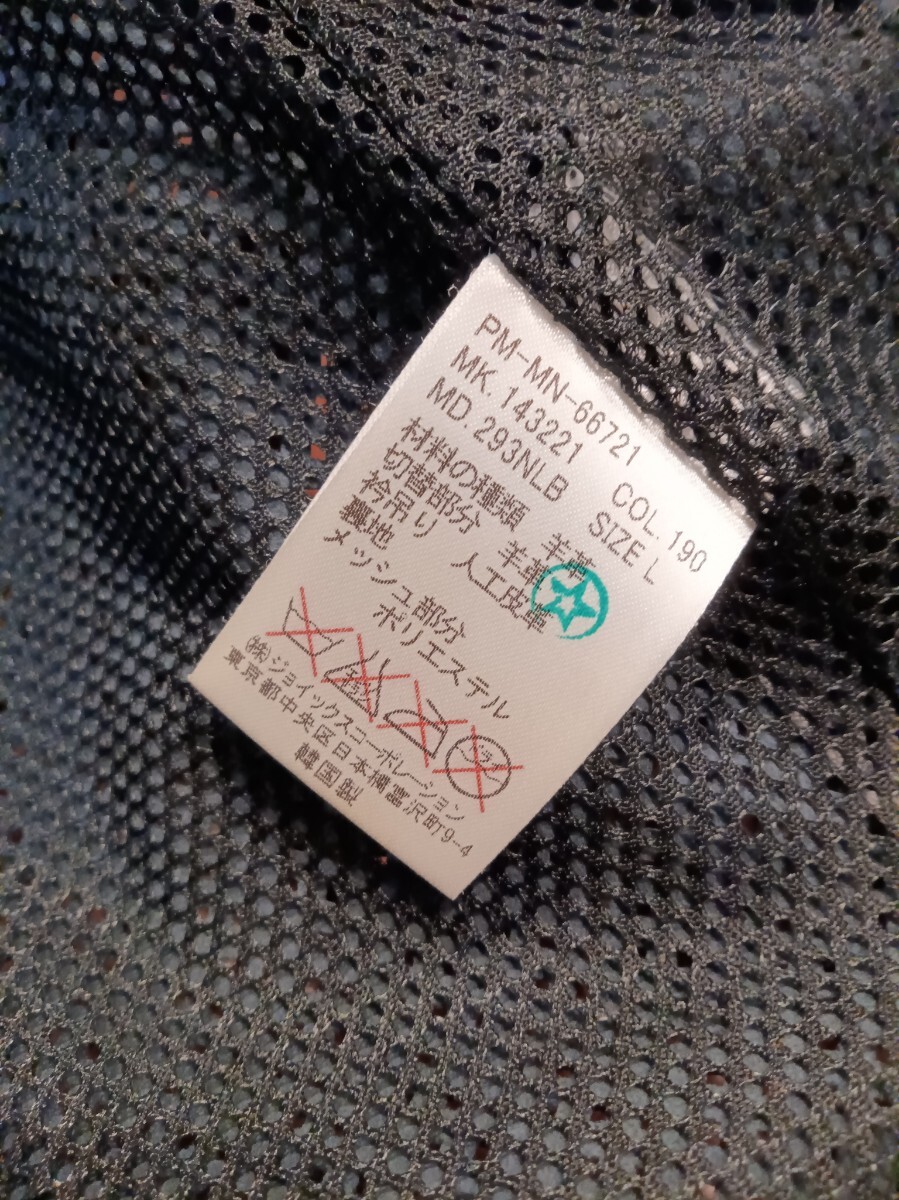 PM-MN-66721
MK.143221 COL.190
MD.293NLB SIZE L
材料の種類 羊革
切替部分 羊革
衿吊り 人工皮革
裏地
メッシュ部分
ポリエステル
(株)ジョイックスコーポレーション
東京都中央区日本橋富沢町9-4
韓国製